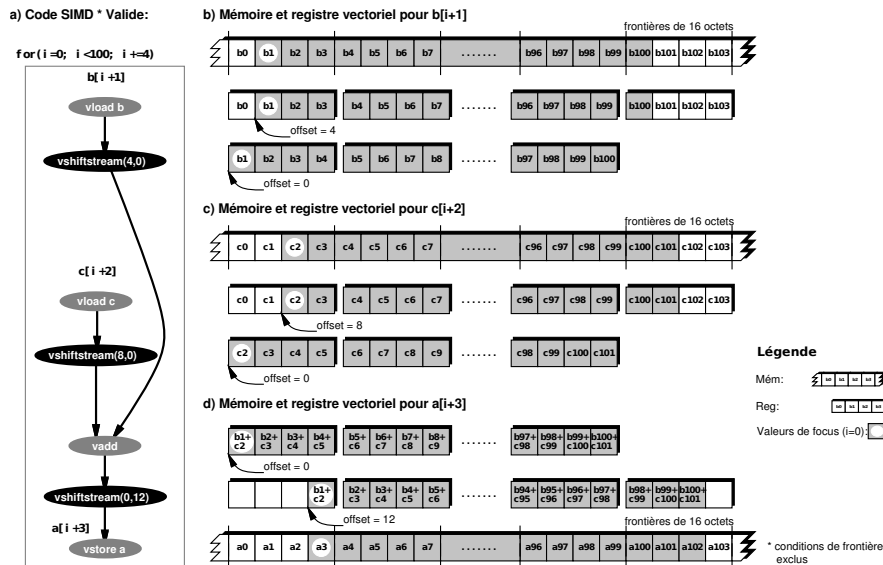 a) Code SIMD * Valide:
for(i=0; i<100; i+=4)
b[i+1]
vload b
vshiftstream(4,0)
c[i+2]
vload c
vshiftstream(8,0)
vadd
vshiftstream(0,12)
a[i+3]
vstore a
b) Mémoire et registre vectoriel pour b[i+1]
frontières de 16 octets
b0 b1 b2 b3 b4 b5 b6 b7 ....... b96 b97 b98 b99 b100 b101 b102 b103
b0 b1 b2 b3 b4 b5 b6 b7 ....... b96 b97 b98 b99 b100 b101 b102 b103
offset = 4
b1 b2 b3 b4 b5 b6 b7 b8 ....... b97 b98 b99 b100
offset = 0
c) Mémoire et registre vectoriel pour c[i+2]
frontières de 16 octets
c0 c1 c2 c3 c4 c5 c6 c7 ....... c96 c97 c98 c99 c100 c101 c102 c103
c0 c1 c2 c3 c4 c5 c6 c7 ....... c96 c97 c98 c99 c100 c101 c102 c103
offset = 8
c2 c3 c4 c5 c6 c7 c8 c9 ....... c98 c99 c100 c101
offset = 0
d) Mémoire et registre vectoriel pour a[i+3]
b1+ b2+ b3+ b4+ b5+ b6+ b7+ b8+ ....... b97+ b98+ b99+ b100+
c2 c3 c4 c5 c6 c7 c8 c9 c98 c99 c100 c101
offset = 0
b1+ b2+ b3+ b4+ b5+ ....... b94+ b95+ b96+ b97+ b98+ b99+ b100+
c2 c3 c4 c5 c6 c95 c96 c97 c98 c99 c100 c101
offset = 12
frontières de 16 octets
a0 a1 a2 a3 a4 a5 a6 a7 ....... a96 a97 a98 a99 a100 a101 a102 a103
Légende
Mém: b0 b1 b2 b3
Reg: b0 b1 b2 b3
Valeurs de focus (i=0):
* conditions de frontière
exclus